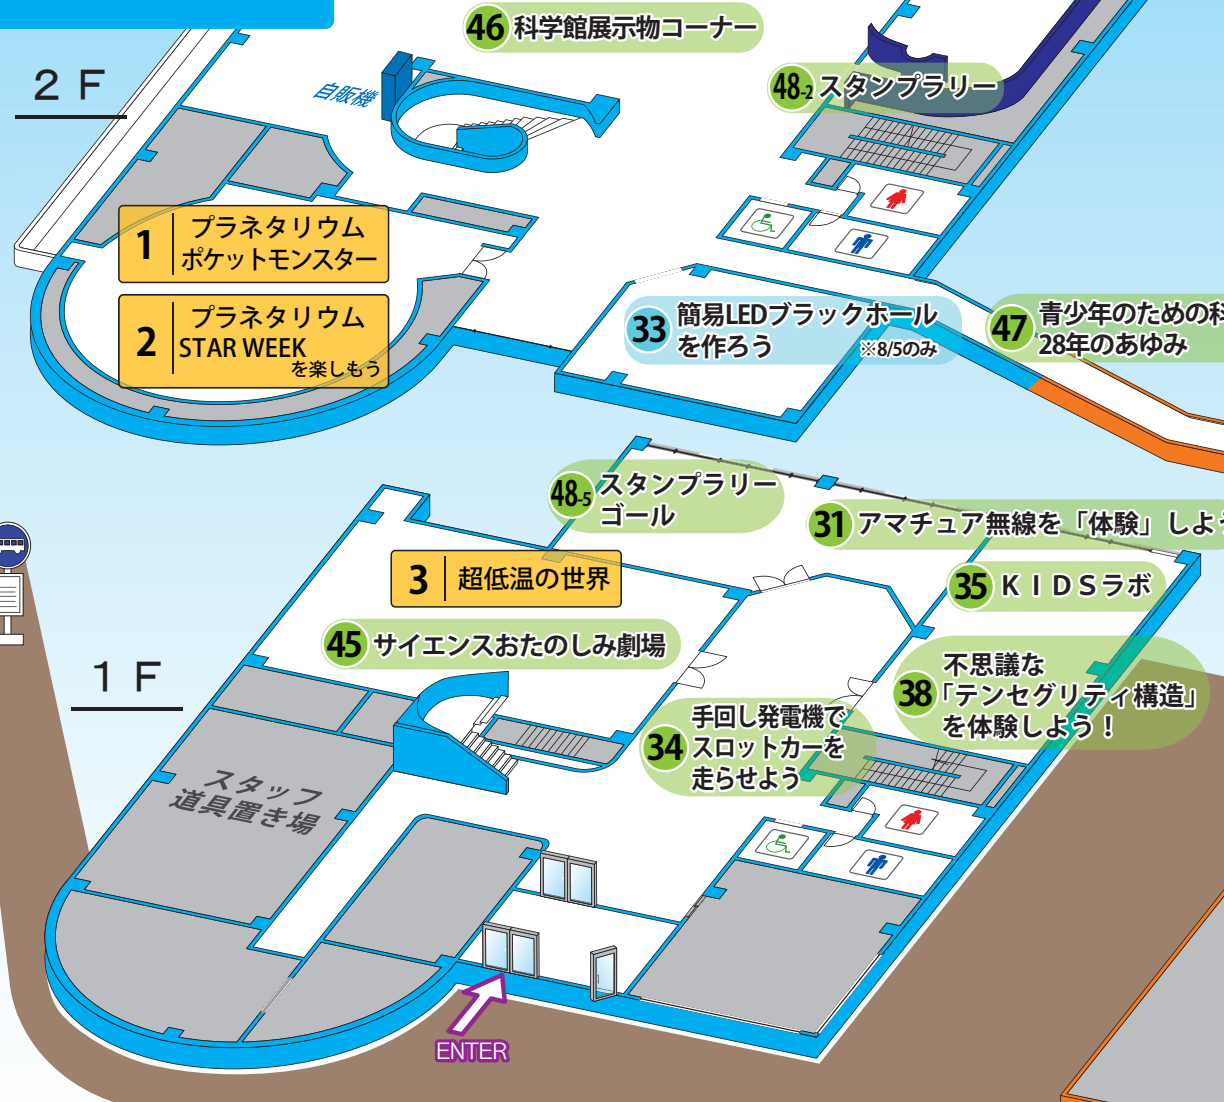 46 科学館展示物コーナー
2F
自販機
48-2 スタンプラリー
1 プラネタリウム
ポケットモンスター
2 プラネタリウム
STAR WEEK
を楽しもう
33 簡易LEDブラックホール
を作ろう ※8/5のみ
47 青少年のための科
28年のあゆみ
48-5 スタンプラリー
ゴール
31 アマチュア無線を「体験」しよう
3 超低温の世界
35 KIDSラボ
45 サイエンスおたのしみ劇場
1F
38 不思議な
「テンセグリティ構造」
を体験しよう!
34 手回し発電機で
スロットカーを
走らせよう
スタッフ
道具置き場
ENTER